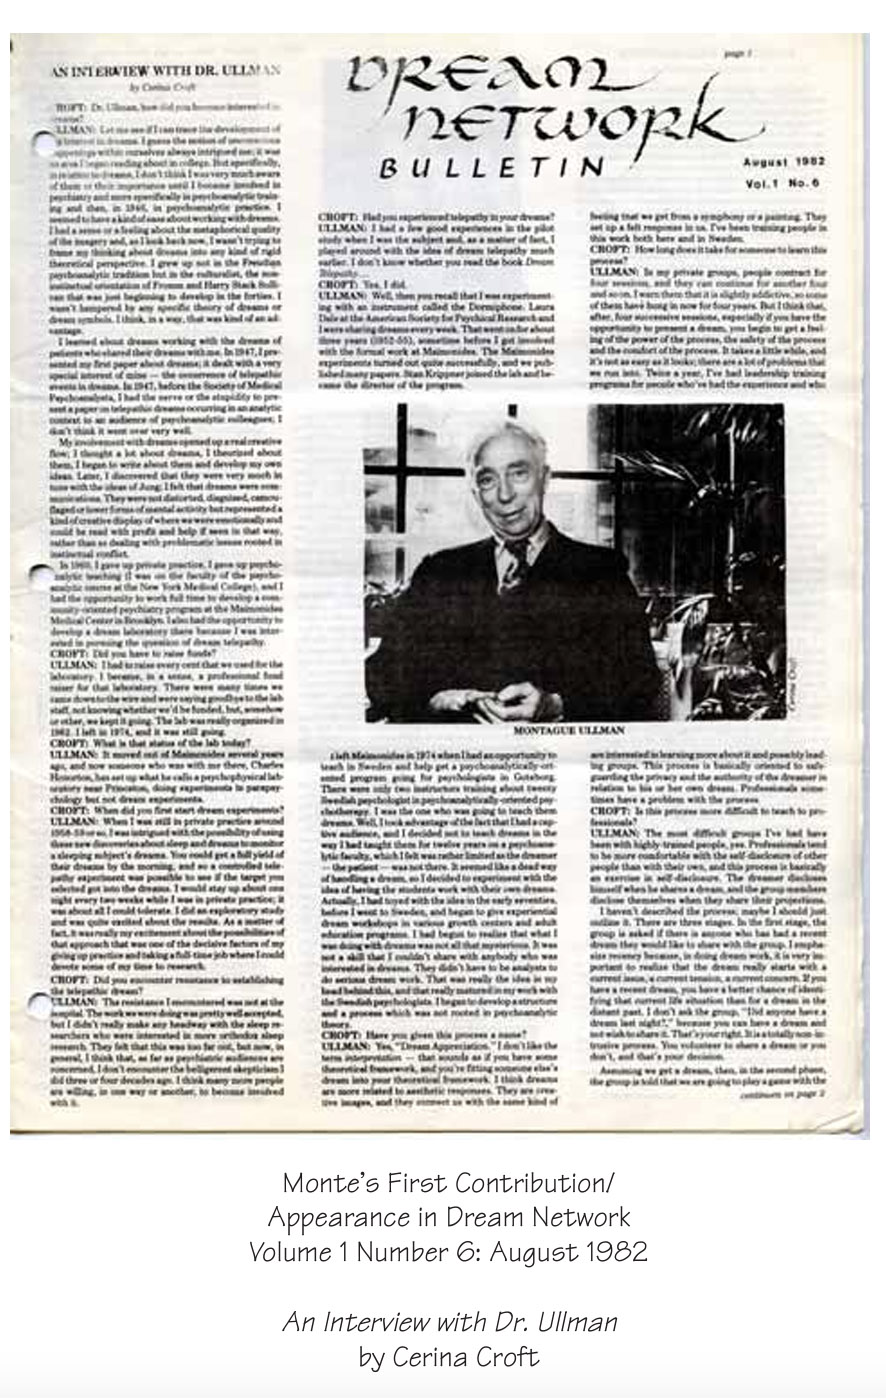 page 1
AN INTERVIEW WITH DR. ULLMAN
by Cerina Croft
DREAM
NETWORK
BULLETIN
August 1982
Vol.1 No.6
CROFT: Dr. Ullman, how did you become interested in
dreams?
ULLMAN: Let me see if I can trace the development of
interest in dreams. I guess the notion of unconscious
happenings within ourselves always intrigued me; it was
an area I began reading about in college. But specifically,
in relation to dreams, I don't think I was very much aware
of them or their importance until I became involved in
psychiatry and more specifically in psychoanalytic train-
ing and then, in 1946, in psychoanalytic practice. I
seemed to have a kind of ease about working with dreams.
I had a sense or a feeling about the metaphorical quality
of the imagery and, as I look back now, I wasn't trying to
frame my thinking about dreams into any kind of rigid
theoretical perspective. I grew up not in the Freudian
psychoanalytic tradition but in the culturalist, the non-
instinctual orientation of Fromm and Harry Stack Sulli-
van that was just beginning to develop in the forties. I
wasn't hampered by any specific theory of dreams or
dream symbols. I think, in a way, that was kind of an ad-
vantage.
I learned about dreams working with the dreams of
patients who shared their dreams with me. In 1947, I pre-
sented my first paper about dreams; it dealt with a very
special interest of mine — the occurrence of telepathic
events in dreams. In 1947, before the Society of Medical
Psychoanalysts, I had the nerve or the stupidity to pre-
sent a paper on telepathic dreams occurring in an analytic
context to an audience of psychoanalytic colleagues; I
don't think it went over very well.
My involvement with dreams opened up a real creative
flow; I thought a lot about dreams, I theorized about
them, I began to write about them and develop my own
ideas. Later, I discovered that they were very much in
tune with the ideas of Jung; I felt that dreams were com-
munications. They were not distorted, disguised, camou-
flaged or lower forms of mental activity but represented a
kind of creative display of where we were emotionally and
could be read with profit and help if seen in that way,
rather than as dealing with problematic issues rooted in
instinctual conflict.
In 1960, I gave up private practice, I gave up psycho-
analytic teaching (I was on the faculty of the psycho-
analytic course at the New York Medical College), and I
had the opportunity to work full time to develop a com-
munity-oriented psychiatry program at the Maimonides
Medical Center in Brooklyn. I also had the opportunity to
develop a dream laboratory there because I was inter-
ested in pursuing the question of dream telepathy.
CROFT: Did you have to raise funds?
ULLMAN: I had to raise every cent that we used for the
laboratory. I became, in a sense, a professional fund
raiser for that laboratory. There were many times we
came down to the wire and were saying goodbye to the lab
staff, not knowing whether we'd be funded, but, somehow
or other, we kept it going. The lab was really organized in
1962. I left in 1974, and it was still going.
CROFT: What is that status of the lab today?
ULLMAN: It moved out of Maimonides several years
ago, and now someone who was with me there, Charles
Honorton, has set up what he calls a psychophysical lab-
oratory near Princeton, doing experiments in parapsy-
chology but not dream experiments.
CROFT: When did you first start dream experiments?
ULLMAN: When I was still in private practice around
1958-59 or so, I was intrigued with the possibility of using
these new discoveries about sleep and dreams to monitor
a sleeping subject's dreams. You could get a full yield of
their dreams by the morning, and so a controlled tele-
pathy experiment was possible to see if the target you
selected got into the dreams. I would stay up about one
night every two weeks while I was in private practice; it
was about all I could tolerate. I did an exploratory study
and was quite excited about the results. As a matter of
fact, it was really my excitement about the possibilities of
that approach that was one of the decisive factors of my
giving up practice and taking a full-time job where I could
devote some of my time to research.
CROFT: Did you encounter resistance to establishing
the telepathic dream?
ULLMAN: The resistance I encountered was not at the
hospital. The work we were doing was pretty well accepted,
but I didn't really make any headway with the sleep re-
searchers who were interested in more orthodox sleep
research. They felt that this was too far out, but now, in
general, I think that, as far as psychiatric audiences are
concerned, I don't encounter the belligerent skepticism I
did three or four decades ago. I think many more people
are willing, in one way or another, to become involved
with it.
CROFT: Had you experienced telepathy in your dreams?
ULLMAN: I had a few good experiences in the pilot
study when I was the subject and, as a matter of fact, I
played around with the idea of dream telepathy much
earlier. I don't know whether you read the book Dream
Telepathy...
CROFT: Yes, I did.
ULLMAN: Well, then you recall that I was experiment-
ing with an instrument called the Dormiphone. Laura
Dale at the American Society for Psychical Research and
I were sharing dreams every week. That went on for about
three years (1952-55), sometime before I got involved
with the formal work at Maimonides. The Maimonides
experiments turned out quite successfully, and we pub-
lished many papers. Stan Krippner joined the lab and be-
came the director of the program.
feeling that we get from a symphony or a painting. They
set up a felt response in us. I've been training people in
this work both here and in Sweden.
CROFT: How long does it take for someone to learn this
process?
ULLMAN: In my private groups, people contract for
four sessions, and they can continue for another four
and so on. I warn them that it is slightly addictive, so some
of them have hung in now for four years. But I think that,
after, four successive sessions, especially if you have the
opportunity to present a dream, you begin to get a feel-
ing of the power of the process, the safety of the process
and the comfort of the process. It takes a little while, and
it's not as easy as it looks; there are a lot of problems that
we run into. Twice a year, I've had leadership training
programs for people who've had the experience and who
Cerina Croft
MONTAGUE ULLMAN
I left Maimonides in 1974 when I had an opportunity to
teach in Sweden and help get a psychoanalytically-ori-
ented program going for psychologists in Goteborg.
There were only two instructors training about twenty
Swedish psychologist in psychoanalytically-oriented psy-
chotherapy. I was the one who was going to teach them
dreams. Well, I took advantage of the fact that I had a cap-
tive audience, and I decided not to teach dreams in the
way I had taught them for twelve years on a psychoana-
lytic faculty, which I felt was rather limited as the dreamer
— the patient — was not there. It seemed like a dead way
of handling a dream, so I decided to experiment with the
idea of having the students work with their own dreams.
Actually, I had toyed with the idea in the early seventies,
before I went to Sweden, and began to give experiential
dream workshops in various growth centers and adult
education programs. I had begun to realize that what I
was doing with dreams was not all that mysterious. It was
not a skill that I couldn't share with anybody who was
interested in dreams. They didn't have to be analysts to
do serious dream work. That was really the idea in my
head behind this, and that really matured in my work with
the Swedish psychologists. I began to develop a structure
and a process which was not rooted in psychoanalytic
theory.
CROFT: Have you given this process a name?
ULLMAN: Yes, "Dream Appreciation." I don't like the
term interpretation — that sounds as if you have some
theoretical framework, and you're fitting someone else's
dream into your theoretical framework. I think dreams
are more related to aesthetic responses. They are crea-
tive images, and they connect us with the same kind of
are interested in learning more about it and possibly lead-
ing groups. This process is basically oriented to safe-
guarding the privacy and the authority of the dreamer in
relation to his or her own dream. Professionals some-
times have a problem with the process.
CROFT: Is this process more difficult to teach to pro-
fessionals?
ULLMAN: The most difficult groups I've had have
been with highly-trained people, yes. Professionals tend
to be more comfortable with the self-disclosure of other
people than with their own, and this process is basically
an exercise in self-disclosure. The dreamer discloses
himself when he shares a dream, and the group members
disclose themselves when they share their projections.
I haven't described the process; maybe I should just
outline it. There are three stages. In the first stage, the
group is asked if there is anyone who has had a recent
dream they would like to share with the group. I empha-
size recency because, in doing dream work, it is very im-
portant to realize that the dream really starts with a
current issue, a current tension, a current concern. If you
have a recent dream, you have a better chance of identi-
fying that current life situation than for a dream in the
distant past. I don't ask the group, "Did anyone have a
dream last night?," because you can have a dream and
not wish to share it. That's your right. It is a totally non-in-
trusive process. You volunteer to share a dream or you
don't, and that's your decision.
Assuming we get a dream, then, in the second phase,
the group is told that we are going to play a game with the
continues on page 2
Monte's First Contribution/
Appearance in Dream Network
Volume 1 Number 6: August 1982
An Interview with Dr. Ullman
by Cerina Croft